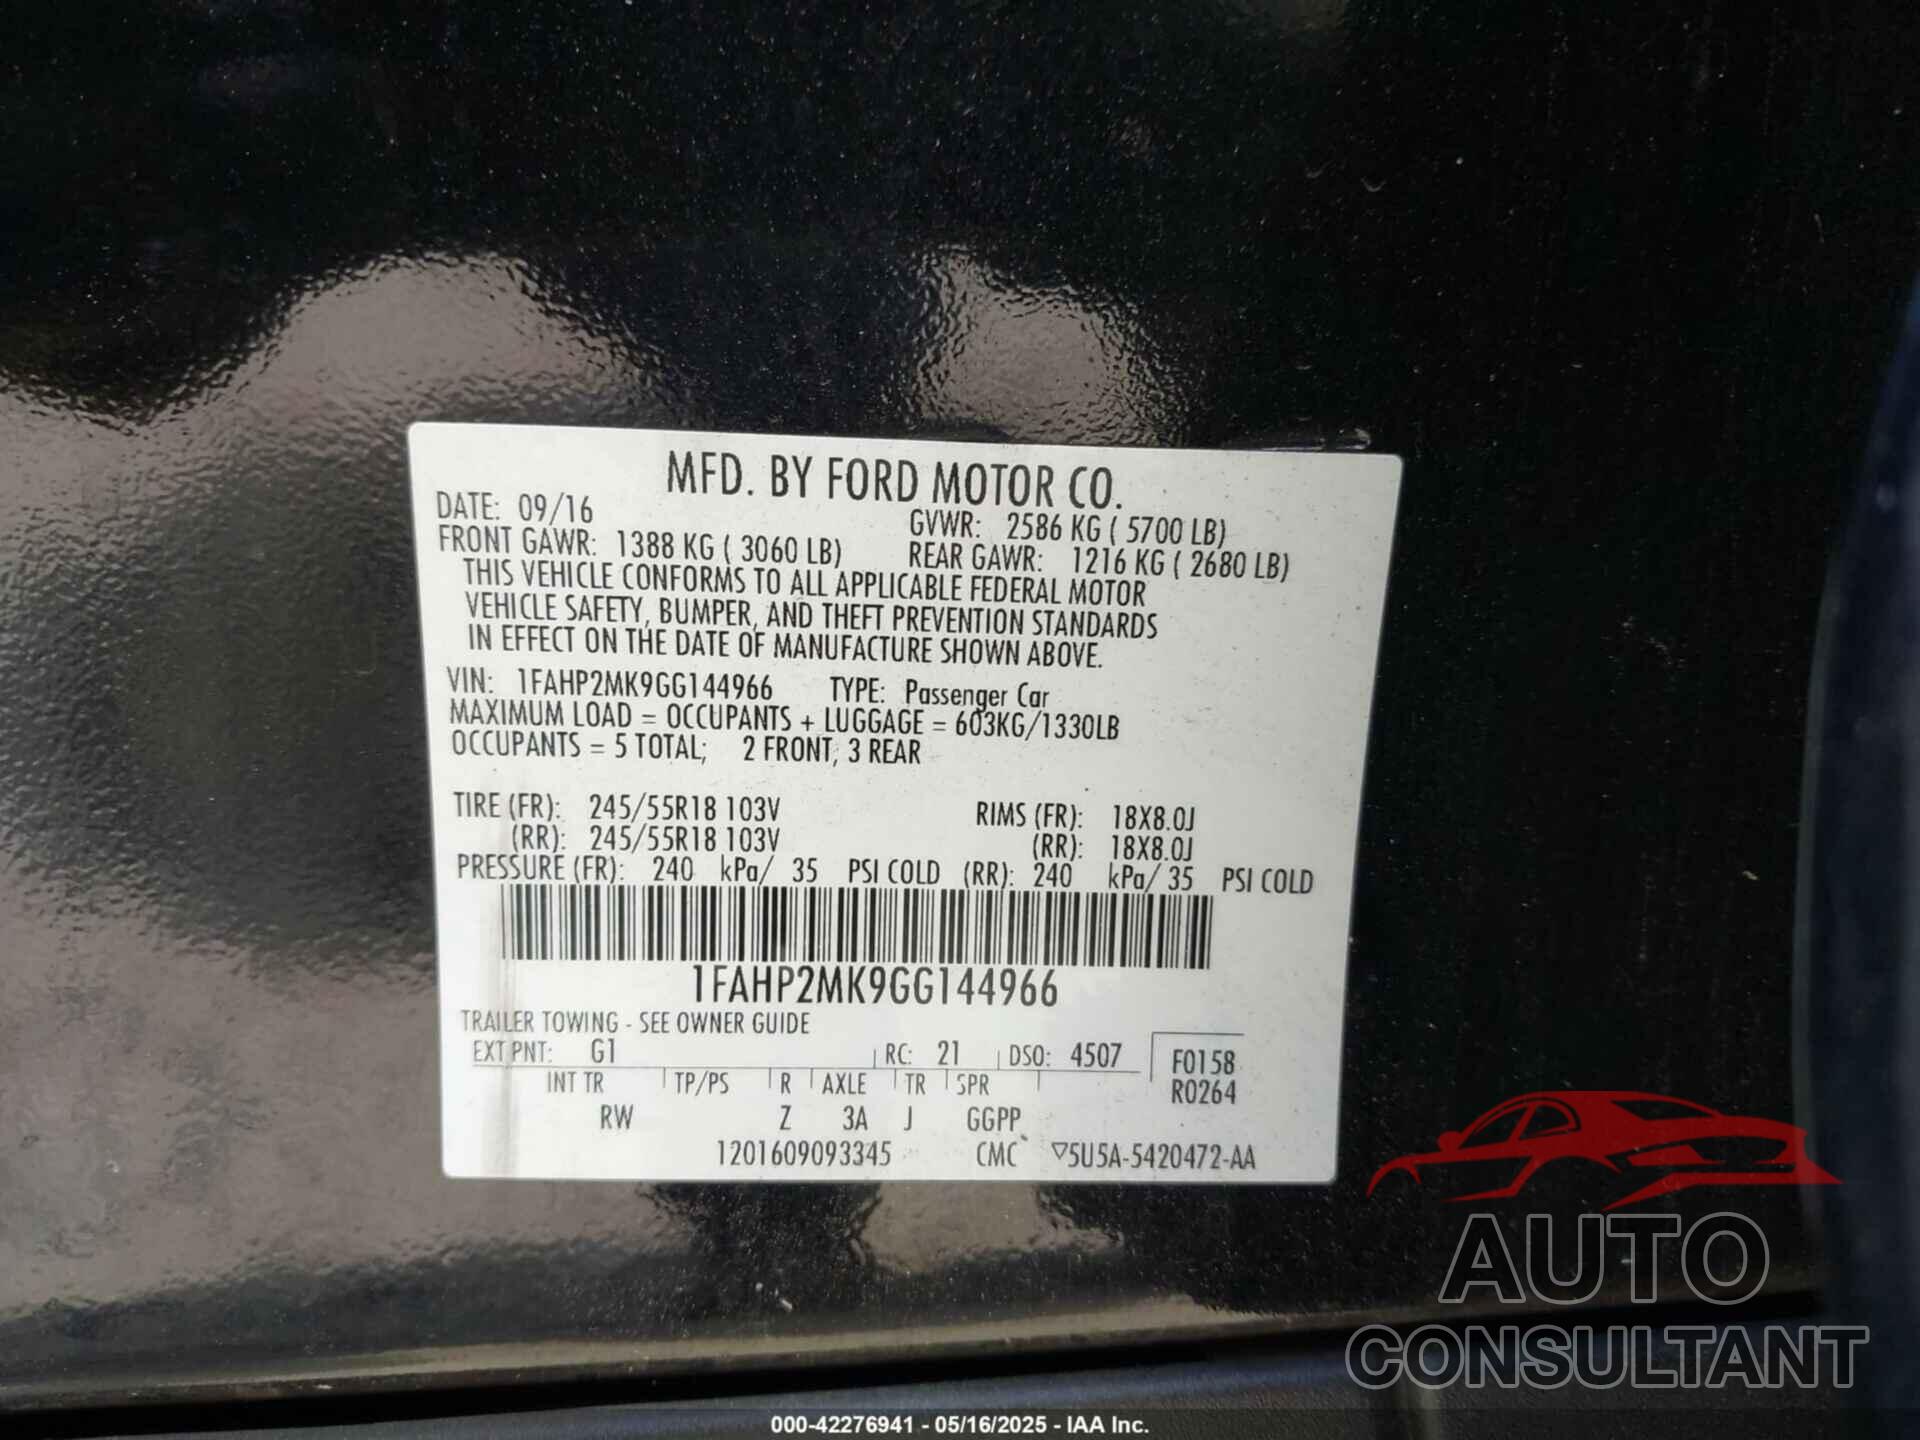 MFD. BY FORD MOTOR CO.
DATE: 09/16
GVWR: 2586 KG ( 5700 LB)
FRONT GAWR: 1388 KG ( 3060 LB)
REAR GAWR: 1216 KG ( 2680 LB)
THIS VEHICLE CONFORMS TO ALL APPLICABLE FEDERAL MOTOR
VEHICLE SAFETY, BUMPER, AND THEFT PREVENTION STANDARDS
IN EFFECT ON THE DATE OF MANUFACTURE SHOWN ABOVE.
VIN: 1FAHP2MK9GG144966 TYPE: Passenger Car
MAXIMUM LOAD = OCCUPANTS + LUGGAGE = 603KG/1330LB
OCCUPANTS = 5 TOTAL; 2 FRONT, 3 REAR
TIRE (FR): 245/55R18 103V RIMS (FR): 18X8.0J
(RR): 245/55R18 103V (RR): 18X8.0J
PRESSURE (FR): 240 kPa/ 35 PSI COLD (RR): 240 kPa/ 35 PSI COLD
1FAHP2MK9GG144966
TRAILER TOWING - SEE OWNER GUIDE
EXT PNT: G1 RC: 21 DSO: 4507
F0158
R0264
INT TR TP/PS R AXLE TR SPR
RW Z 3A J GGPP
1201609093345 CMC ▽5U5A-5420472-AA
AUTO
CONSULTANT
000-42276941 - 05/16/2025 - IAA Inc.